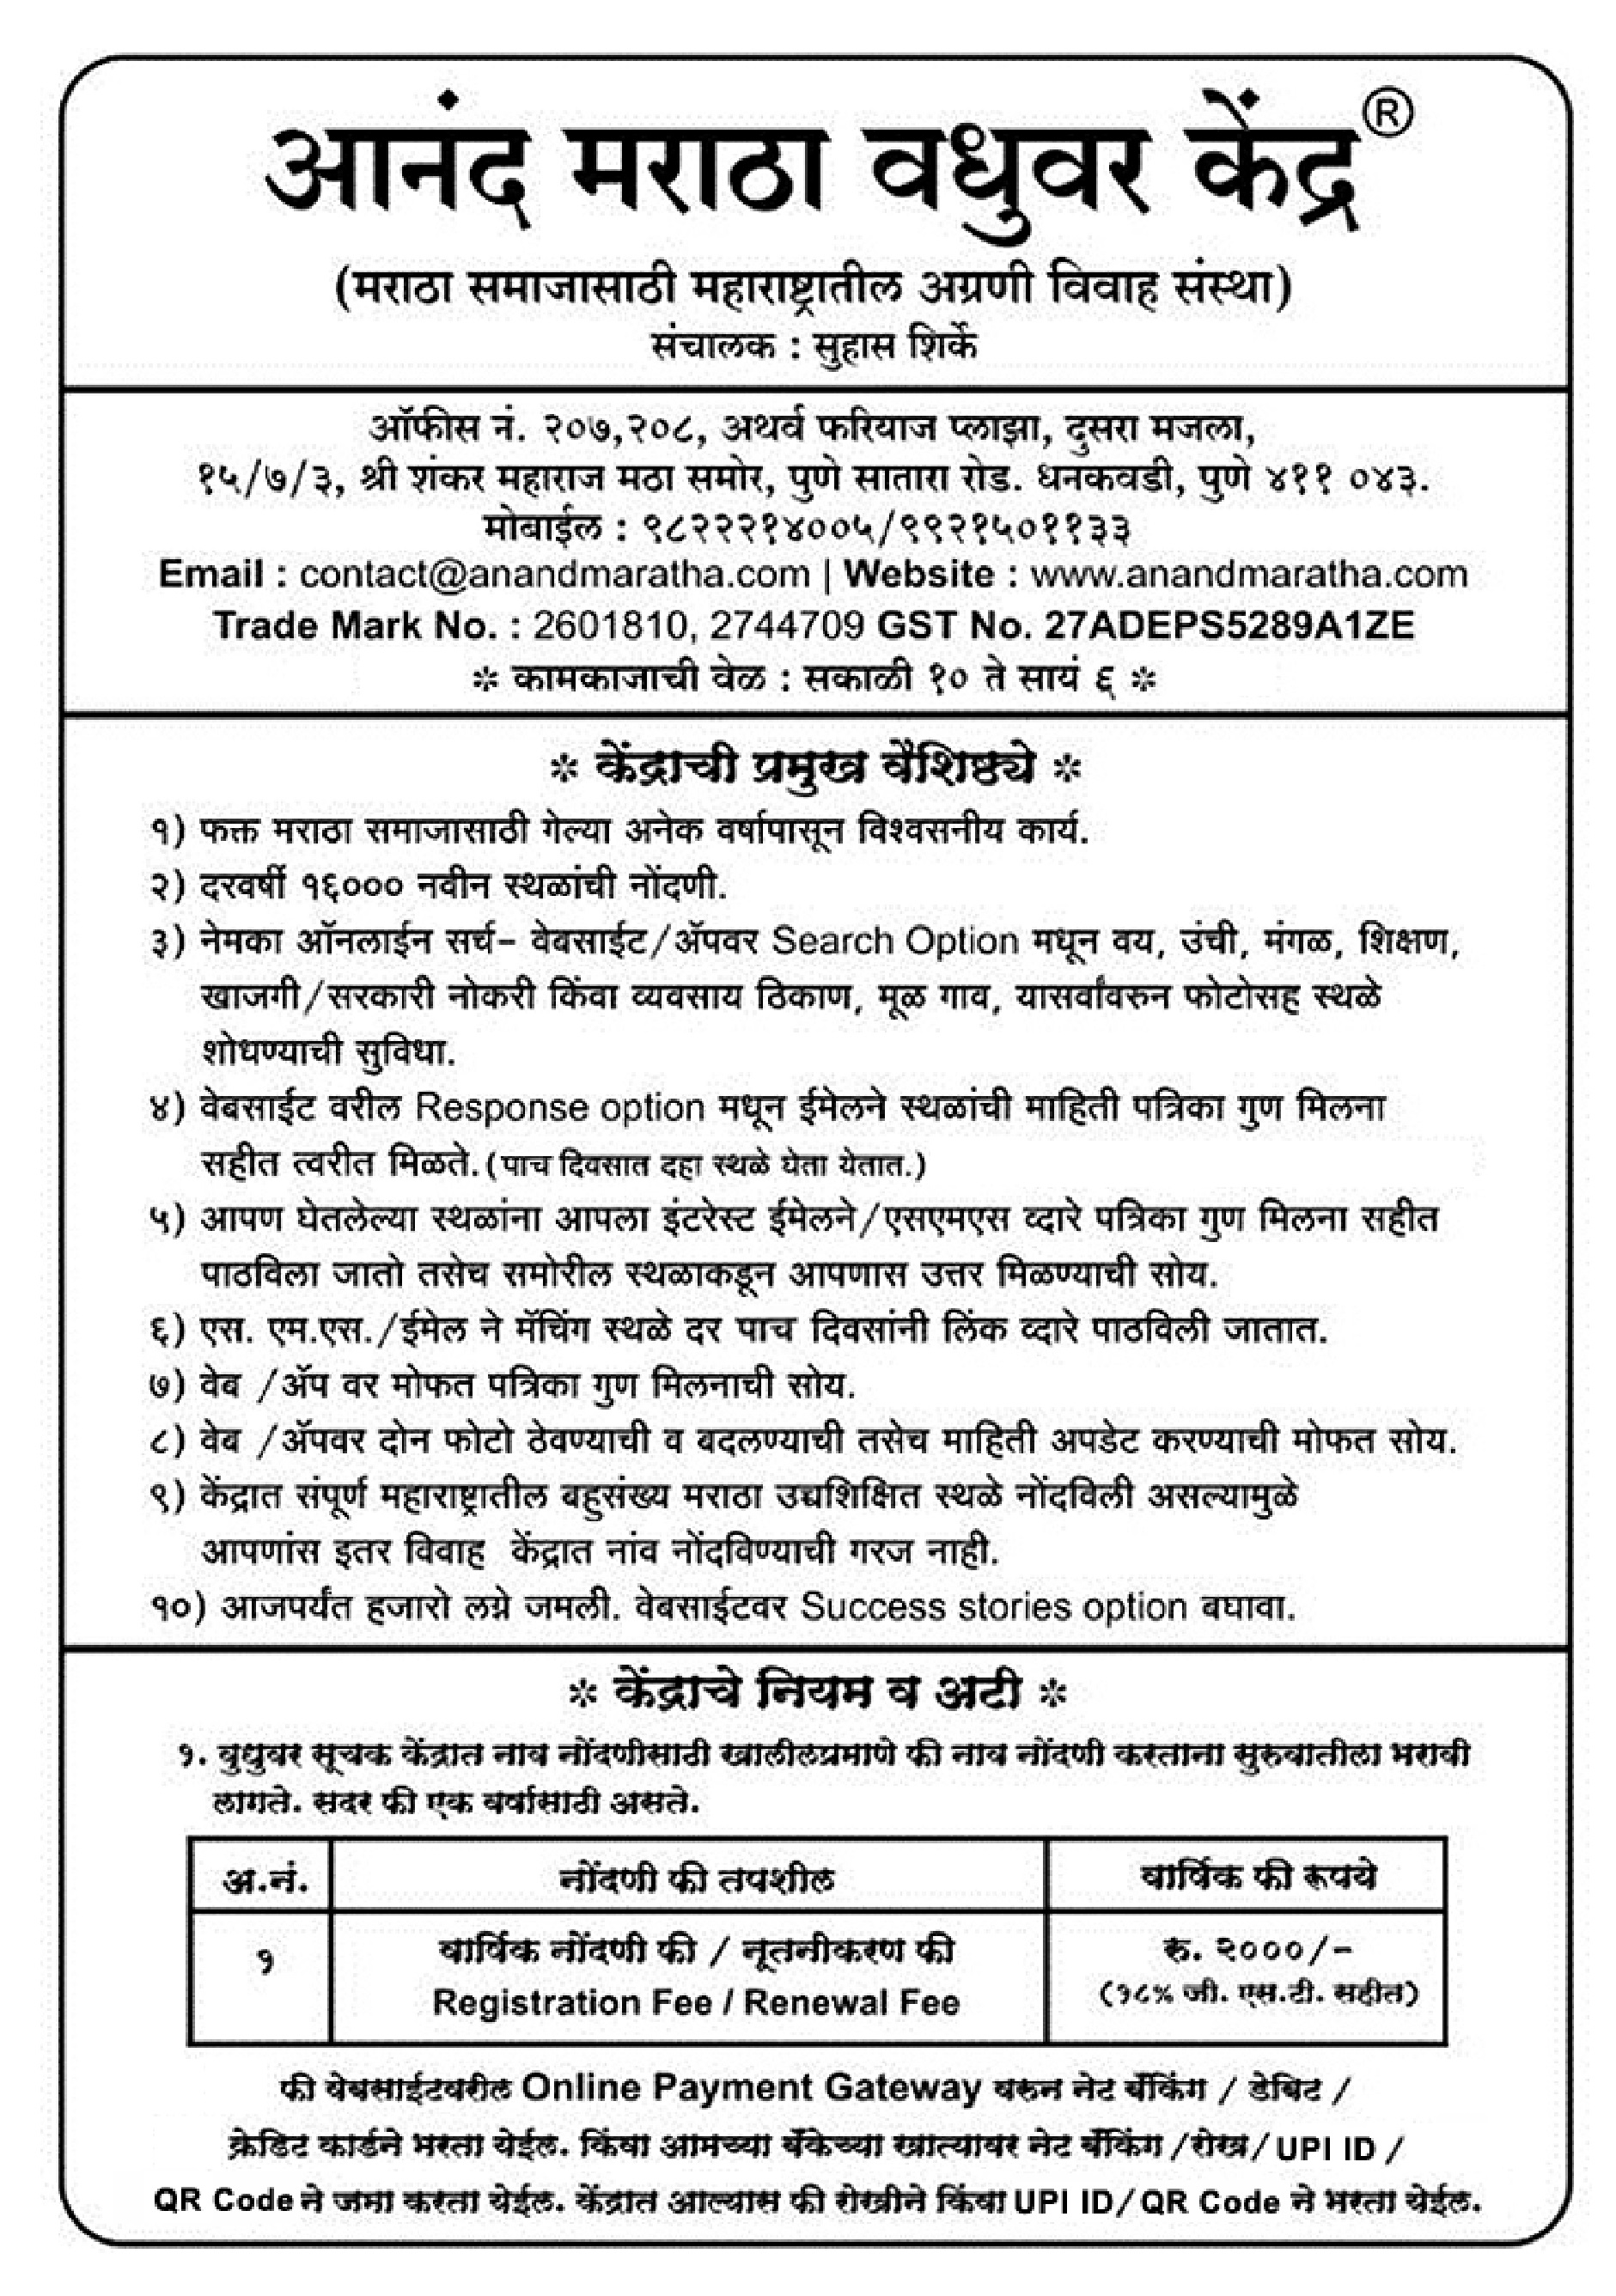 आनंद मराठा वधुवर केंद्र®
(मराठा समाजासाठी महाराष्ट्रातील अग्रणी विवाह संस्था)
संचालक : सुहास शिर्के
ऑफीस नं. २०७,२०८, अथर्व फरियाज प्लाझा, दुसरा मजला,
१५/७/३, श्री शंकर महाराज मठा समोर, पुणे सातारा रोड. धनकवडी, पुणे ४११ ०४३.
मोबाईल : ९८२२२१४००५/९९२१५०११३३
Email : contact@anandmaratha.com | Website : www.anandmaratha.com
Trade Mark No. : 2601810, 2744709 GST No. 27ADEPS5289A1ZE
* कामकाजाची वेळ : सकाळी १० ते सायं ६ *
* केंद्राची प्रमुख वैशिष्ठ्ये *
१) फक्त मराठा समाजासाठी गेल्या अनेक वर्षापासून विश्वसनीय कार्य.
२) दरवर्षी १६००० नवीन स्थळांची नोंदणी.
३) नेमका ऑनलाईन सर्च- वेबसाईट/ॲपवर Search Option मधून वय, उंची, मंगळ, शिक्षण,
खाजगी/सरकारी नोकरी किंवा व्यवसाय ठिकाण, मूळ गाव, यासर्वांवरुन फोटोसह स्थळे
शोधण्याची सुविधा.
४) वेबसाईट वरील Response option मधून ईमेलने स्थळांची माहिती पत्रिका गुण मिलना
सहीत त्वरीत मिळते.(पाच दिवसात दहा स्थळे घेता येतात.)
५) आपण घेतलेल्या स्थळांना आपला इंटरेस्ट ईमेलने/एसएमएस व्दारे पत्रिका गुण मिलना सहीत
पाठविला जातो तसेच समोरील स्थळाकडून आपणास उत्तर मिळण्याची सोय.
६) एस. एम.एस./ईमेल ने मॅचिंग स्थळे दर पाच दिवसांनी लिंक व्दारे पाठविली जातात.
७) वेब /ॲप वर मोफत पत्रिका गुण मिलनाची सोय.
८) वेब /ॲपवर दोन फोटो ठेवण्याची व बदलण्याची तसेच माहिती अपडेट करण्याची मोफत सोय.
९) केंद्रात संपूर्ण महाराष्ट्रातील बहुसंख्य मराठा उच्चशिक्षित स्थळे नोंदविली असल्यामुळे
आपणांस इतर विवाह केंद्रात नांव नोंदविण्याची गरज नाही.
१०) आजपर्यंत हजारो लग्ने जमली. वेबसाईटवर Success stories option बघावा.
* केंद्राचे नियम व अटी *
१. वुधुवर सूचक केंद्रात नाव नोंदणीसाठी खालीलप्रमाणे फी नाव नोंदणी करताना सुरुवातीला भरावी
लागते. सदर फी एक वर्षासाठी असते.
अ.नं. नोंदणी फी तपशील वार्षिक फी रूपये
१ वार्षिक नोंदणी फी / नूतनीकरण फी रु. २०००/-
Registration Fee / Renewal Fee (१८% जी. एस.टी. सहीत)
फी वेबसाईटवरील Online Payment Gateway वरुन नेट बँकिंग / डेबिट /
क्रेडिट कार्डने भरता येईल. किंवा आमच्या बँकेच्या खात्यावर नेट बँकिंग /रोख/ UPI ID /
QR Code ने जमा करता येईल. केंद्रात आल्यास फी रोखीने किंवा UPI ID/ QR Code ने भरता येईल.